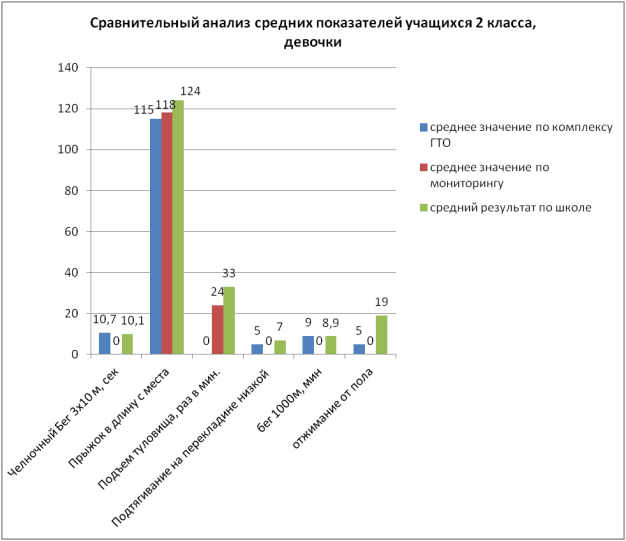 Сравнительный анализ средних показателей учащихся 2 класса,
девочки
140
120
100
80
60
40
20
0
10,7
0
10,1
115
118
124
0
24
33
5
0
7
9
0
8,9
5
0
19
Челночный Бег 3х10 м, сек
Прыжок в длину с места
Подъем туловища, раз в мин.
Подтягивание на перекладине низкой
бег 1000м, мин
отжимание от пола
среднее значение по комплексу
ГТО
среднее значение по
мониторингу
средний результат по школе